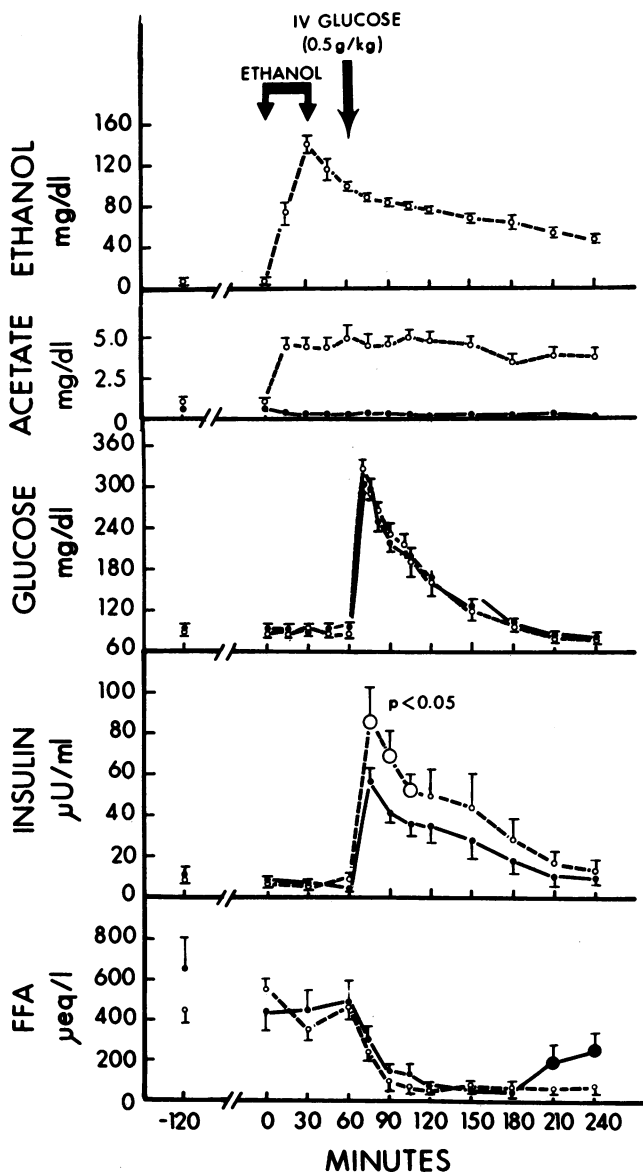 IV GLUCOSE
(0.5 g/kg)
ETHANOL
ETHANOL
mg/dl
160
120
80
40
0
ACETATE
mg/dl
5.0
2.5
0
GLUCOSE
mg/dl
360
300
240
180
120
60
INSULIN
µU/ml
100
80
60
40
20
0
p<0.05
FFA
µeq/l
800
600
400
200
0
-120 0 30 60 90 120 150 180 210 240
MINUTES